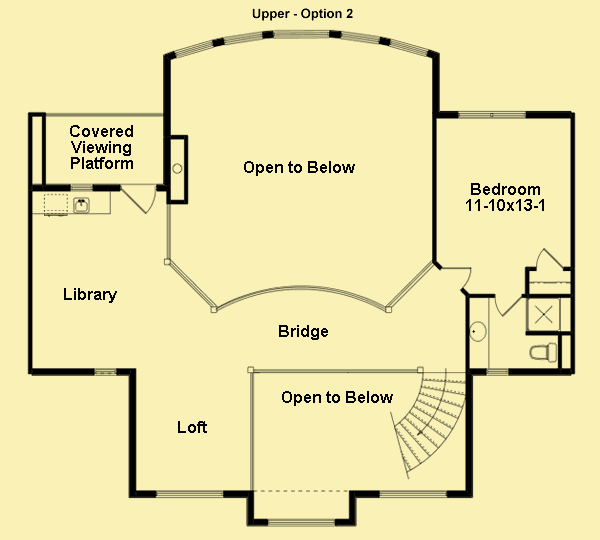 Upper - Option 2
Covered
Viewing
Platform
Open to Below
Bedroom
11-10x13-1
Library
Bridge
Open to Below
Loft